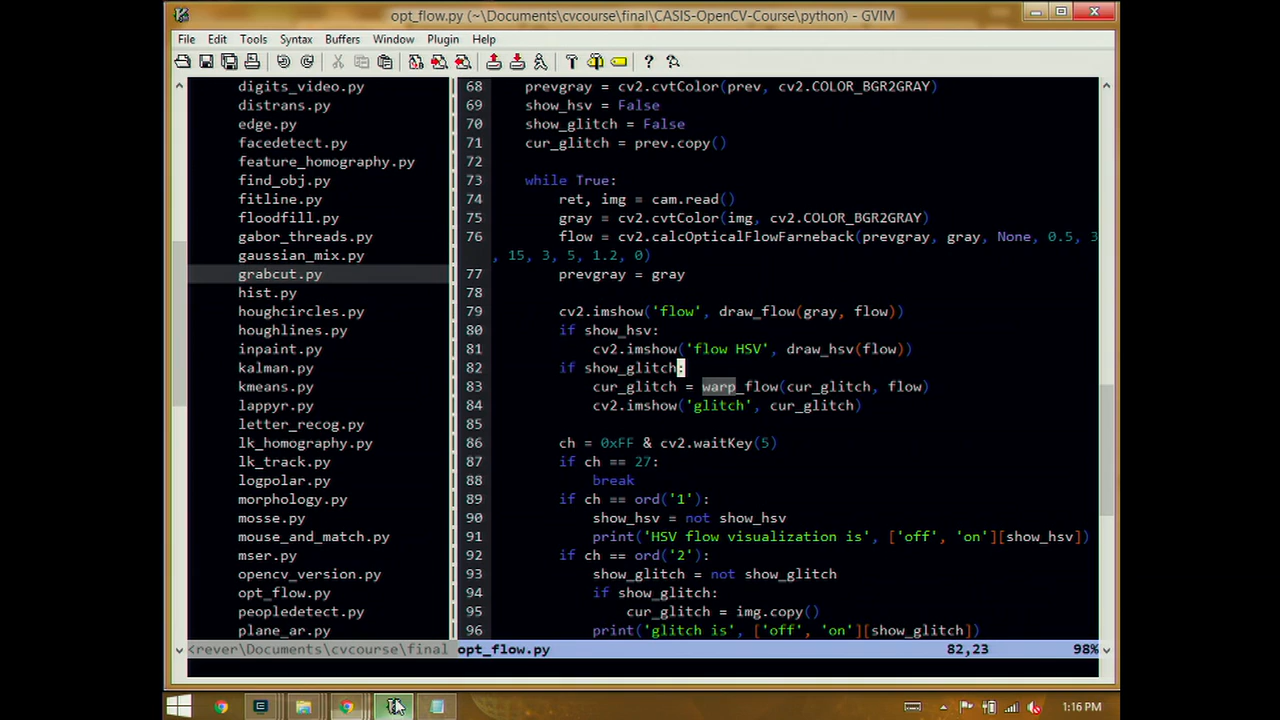 opt_flow.py (~\Documents\cvcourse\final\CASIS-OpenCV-Course\python) - GVIM
File Edit Tools Syntax Buffers Window Plugin Help
digits_video.py
distrans.py
edge.py
facedetect.py
feature_homography.py
find_obj.py
fitline.py
floodfill.py
gabor_threads.py
gaussian_mix.py
grabcut.py
hist.py
houghcircles.py
houghlines.py
inpaint.py
kalman.py
kmeans.py
lappyr.py
letter_recog.py
lk_homography.py
lk_track.py
logpolar.py
morphology.py
mosse.py
mouse_and_match.py
mser.py
opencv_version.py
opt_flow.py
peopledetect.py
plane_ar.py
<rever\Documents\cvcourse\final
68 prevgray = cv2.cvtColor(prev, cv2.COLOR_BGR2GRAY)
69 show_hsv = False
70 show_glitch = False
71 cur_glitch = prev.copy()
72
73 while True:
74 ret, img = cam.read()
75 gray = cv2.cvtColor(img, cv2.COLOR_BGR2GRAY)
76 flow = cv2.calcOpticalFlowFarneback(prevgray, gray, None, 0.5, 3
, 15, 3, 5, 1.2, 0)
77 prevgray = gray
78
79 cv2.imshow('flow', draw_flow(gray, flow))
80 if show_hsv:
81 cv2.imshow('flow HSV', draw_hsv(flow))
82 if show_glitch:
83 cur_glitch = warp_flow(cur_glitch, flow)
84 cv2.imshow('glitch', cur_glitch)
85
86 ch = 0xFF & cv2.waitKey(5)
87 if ch == 27:
88 break
89 if ch == ord('1'):
90 show_hsv = not show_hsv
91 print('HSV flow visualization is', ['off', 'on'][show_hsv])
92 if ch == ord('2'):
93 show_glitch = not show_glitch
94 if show_glitch:
95 cur_glitch = img.copy()
96 print('glitch is', ['off', 'on'][show_glitch])
opt_flow.py 82,23 98%
1:16 PM